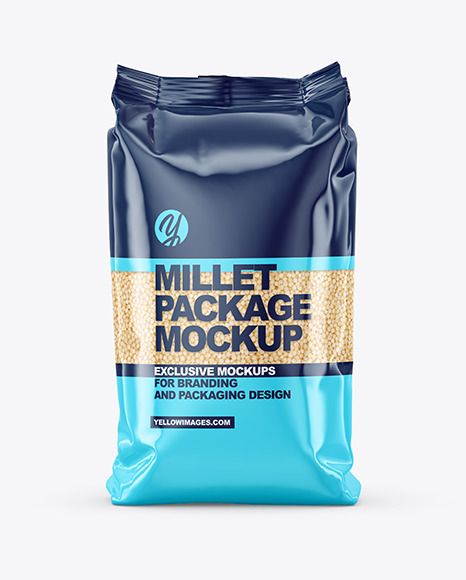 MILLET
PACKAGE
MOCKUP
EXCLUSIVE MOCKUPS
FOR BRANDING
AND PACKAGING DESIGN
YELLOWIMAGES.COM